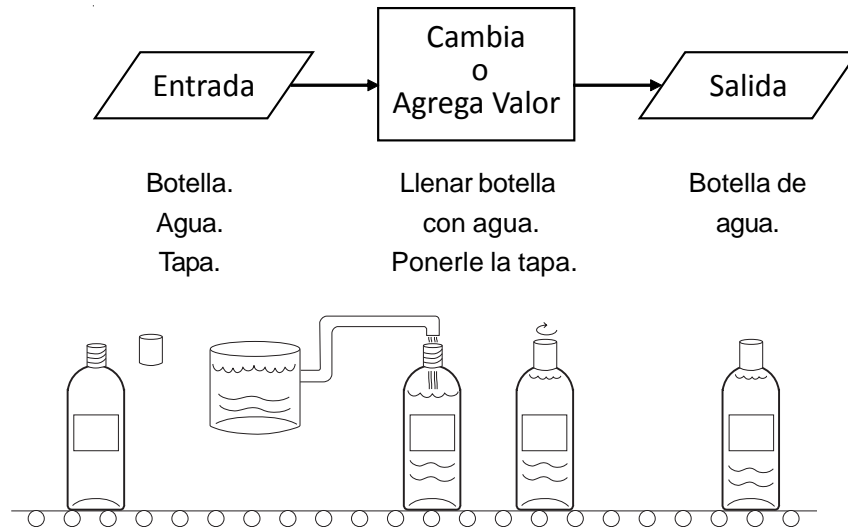 Entrada
Cambia
o
Agrega Valor
Salida
Botella.
Agua.
Tapa.
Llenar botella
con agua.
Ponerle la tapa.
Botella de
agua.